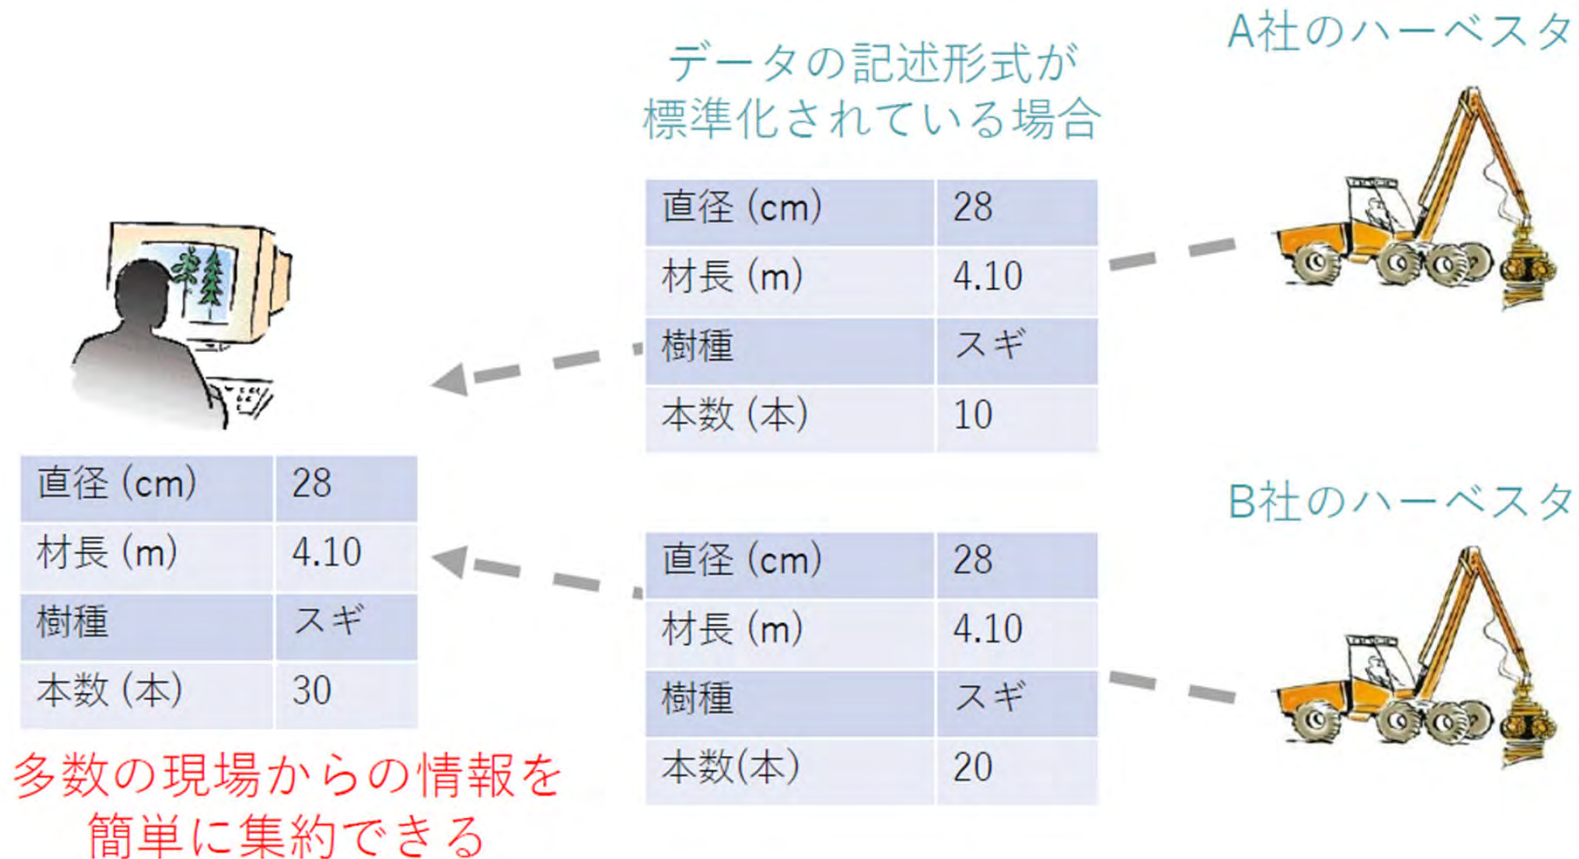 データの記述形式が
標準化されている場合
A社のハーベスタ
直径 (cm) 28
材長 (m) 4.10
樹種 スギ
本数 (本) 10
B社のハーベスタ
直径 (cm) 28
材長 (m) 4.10
樹種 スギ
本数(本) 20
直径 (cm) 28
材長 (m) 4.10
樹種 スギ
本数 (本) 30
多数の現場からの情報を
簡単に集約できる